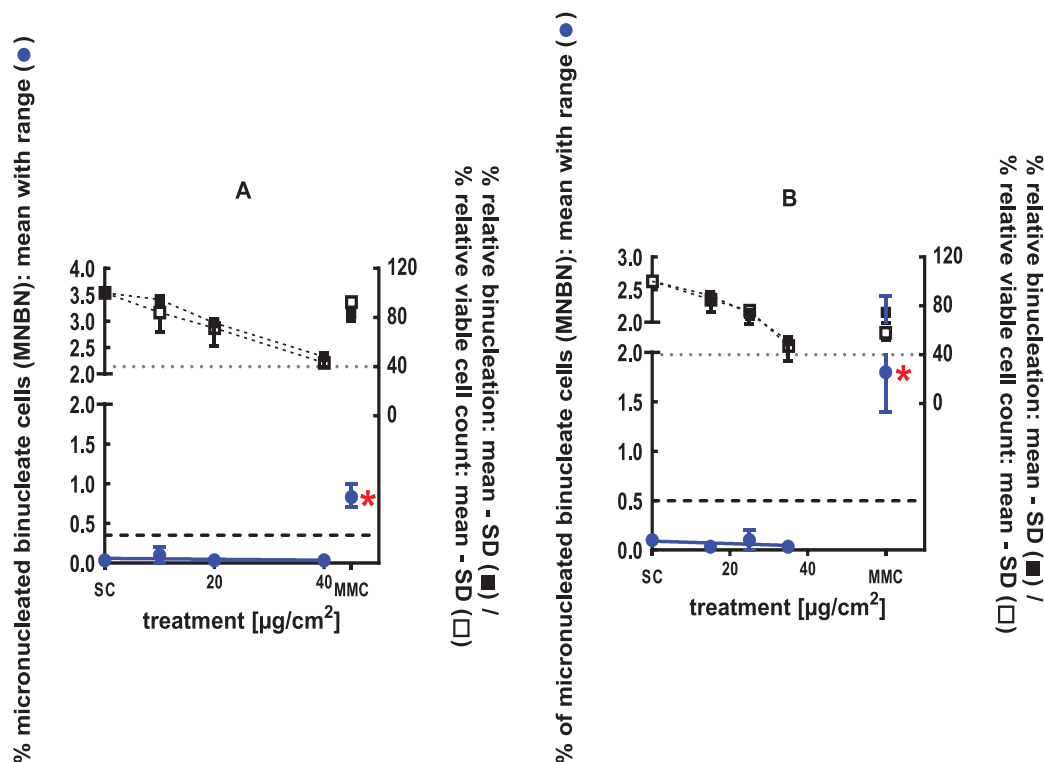 % micronucleated binucleate cells (MNBN): mean with range (●)
A
4.0
3.5
3.0
2.5
2.0
2.0
1.5
1.0
0.5
0.0
120
80
40
0
*
SC
20
40
MMC
treatment [µg/cm²]
% relative binucleation: mean - SD (■) /
% relative viable cell count: mean - SD (□)
% of micronucleated binucleate cells (MNBN): mean with range (●)
B
3.0
2.5
2.0
2.0
1.5
1.0
0.5
0.0
120
80
40
0
*
SC
20
40
MMC
treatment [µg/cm²]
% relative binucleation: mean - SD (■) /
% relative viable cell count: mean - SD (□)